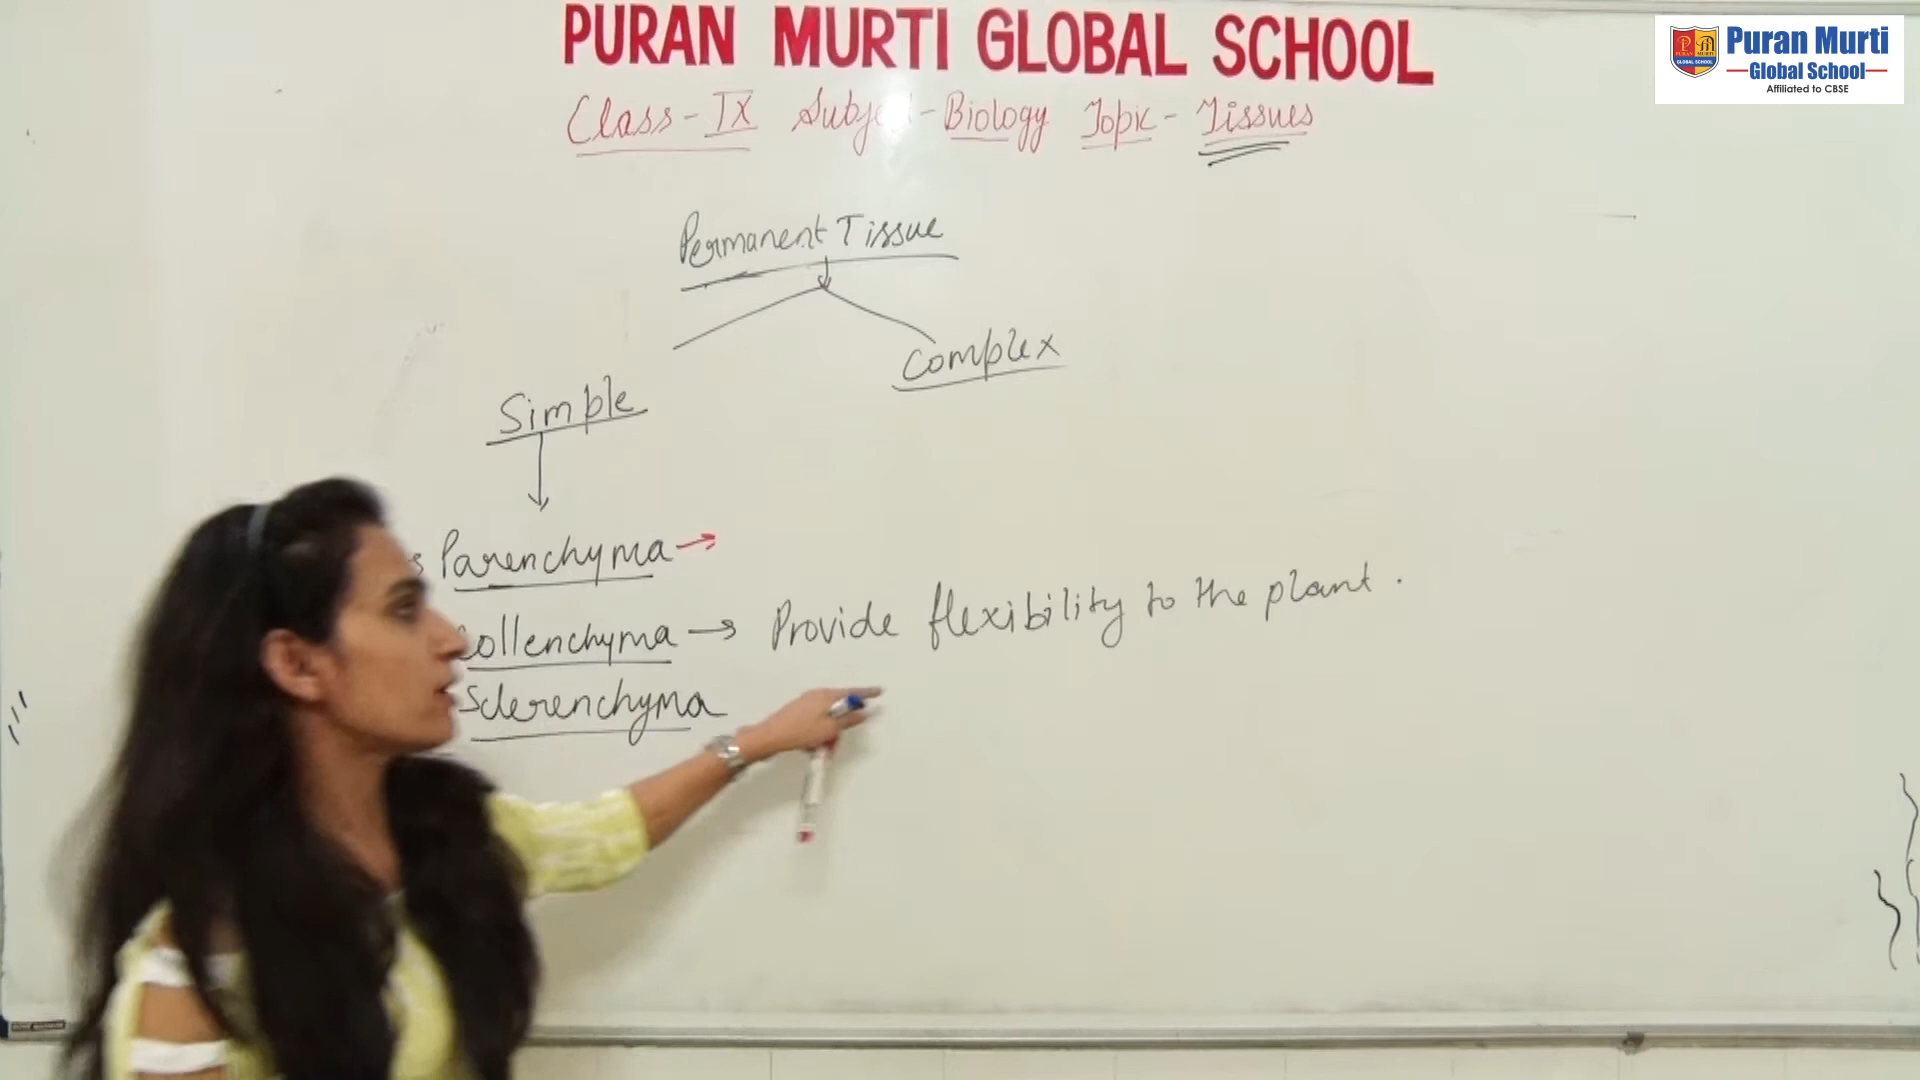 PURAN MURTI GLOBAL SCHOOL
Puran Murti
Global School
Affiliated to CBSE
Class - IX Subje - Biology Topic - Tissues
Permanent Tissue
Complex
Simple
Parenchyma →
ollenchyma → Provide flexibility to the plant.
Sclerenchyma